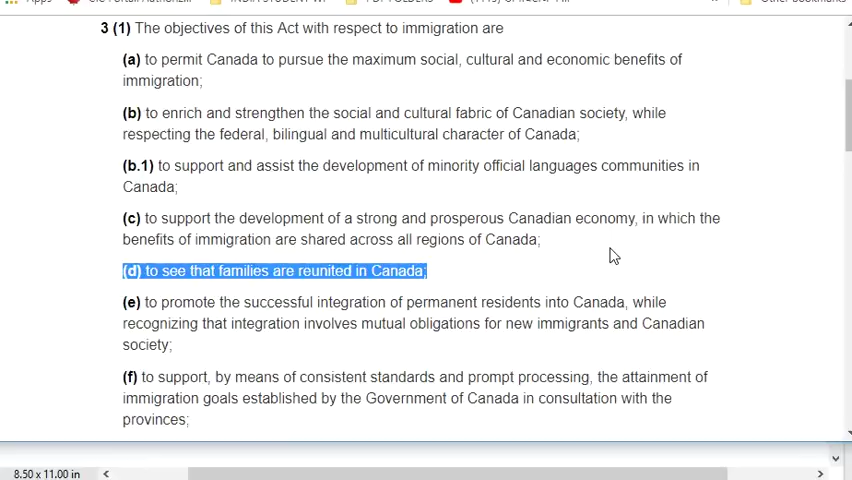 3 (1) The objectives of this Act with respect to immigration are
(a) to permit Canada to pursue the maximum social, cultural and economic benefits of
immigration;
(b) to enrich and strengthen the social and cultural fabric of Canadian society, while
respecting the federal, bilingual and multicultural character of Canada;
(b.1) to support and assist the development of minority official languages communities in
Canada;
(c) to support the development of a strong and prosperous Canadian economy, in which the
benefits of immigration are shared across all regions of Canada;
(d) to see that families are reunited in Canada;
(e) to promote the successful integration of permanent residents into Canada, while
recognizing that integration involves mutual obligations for new immigrants and Canadian
society;
(f) to support, by means of consistent standards and prompt processing, the attainment of
immigration goals established by the Government of Canada in consultation with the
provinces;
8.50 x 11.00 in